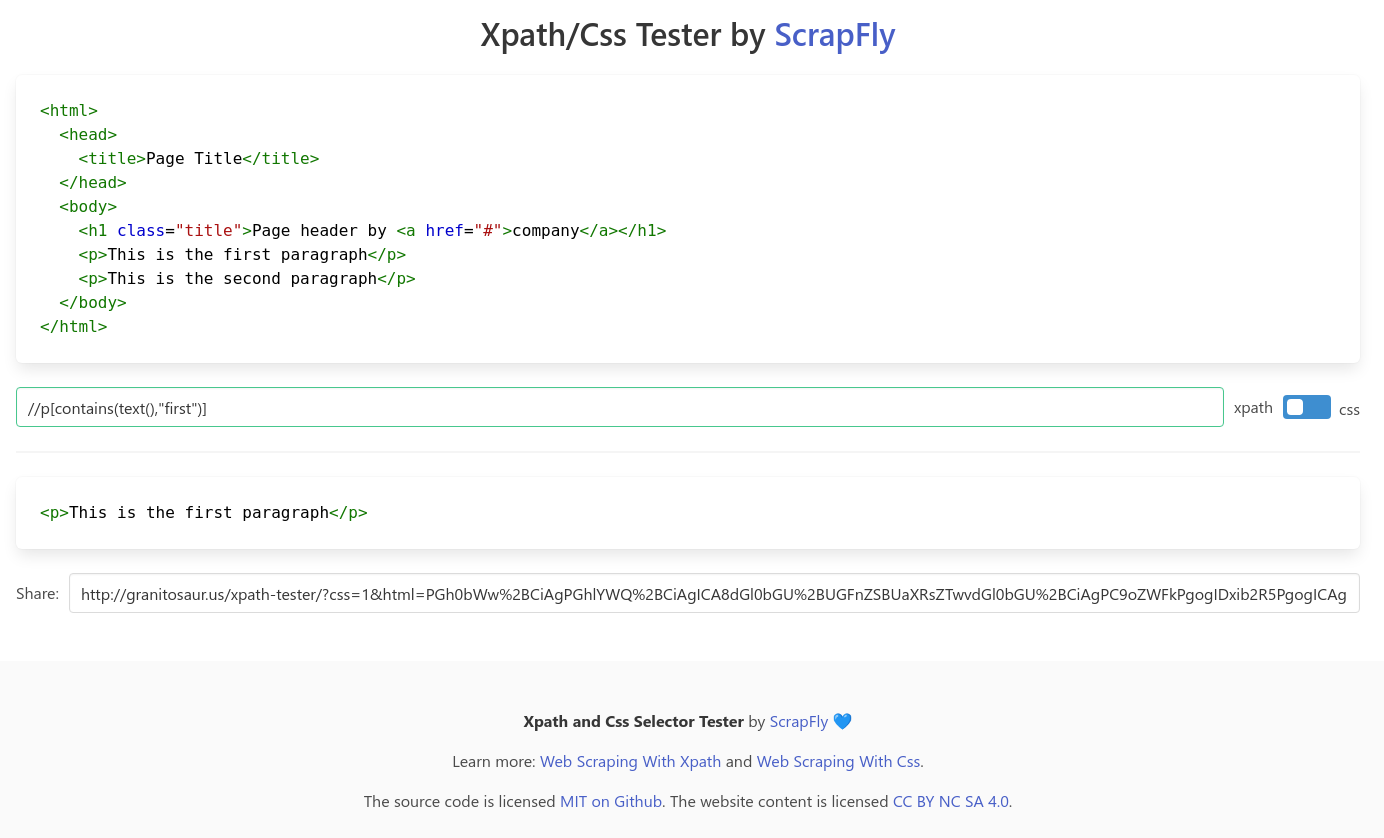 Xpath/Css Tester by ScrapFly
<html>
  <head>
    <title>Page Title</title>
  </head>
  <body>
    <h1 class="title">Page header by <a href="#">company</a></h1>
    <p>This is the first paragraph</p>
    <p>This is the second paragraph</p>
  </body>
</html>
//p[contains(text(),"first")] xpath css
<p>This is the first paragraph</p>
Share: http://granitosaur.us/xpath-tester/?css=1&html=PGh0bWw%2BCiAgPGhlYWQ%2BCiAgICA8dGl0bGU%2BUGFnZSBUaXRsZTwvdGl0bGU%2BCiAgPC9oZWFkPgogIDxib2R5PgogICAg
Xpath and Css Selector Tester by ScrapFly 💙
Learn more: Web Scraping With Xpath and Web Scraping With Css.
The source code is licensed MIT on Github. The website content is licensed CC BY NC SA 4.0.